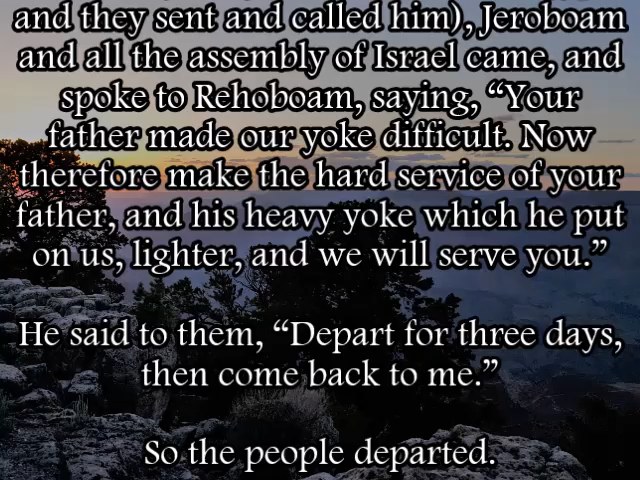 and they sent and called him), Jeroboam
and all the assembly of Israel came, and
spoke to Rehoboam, saying, “Your
father made our yoke difficult. Now
therefore make the hard service of your
father, and his heavy yoke which he put
on us, lighter, and we will serve you.”
He said to them, “Depart for three days,
then come back to me.”
So the people departed.